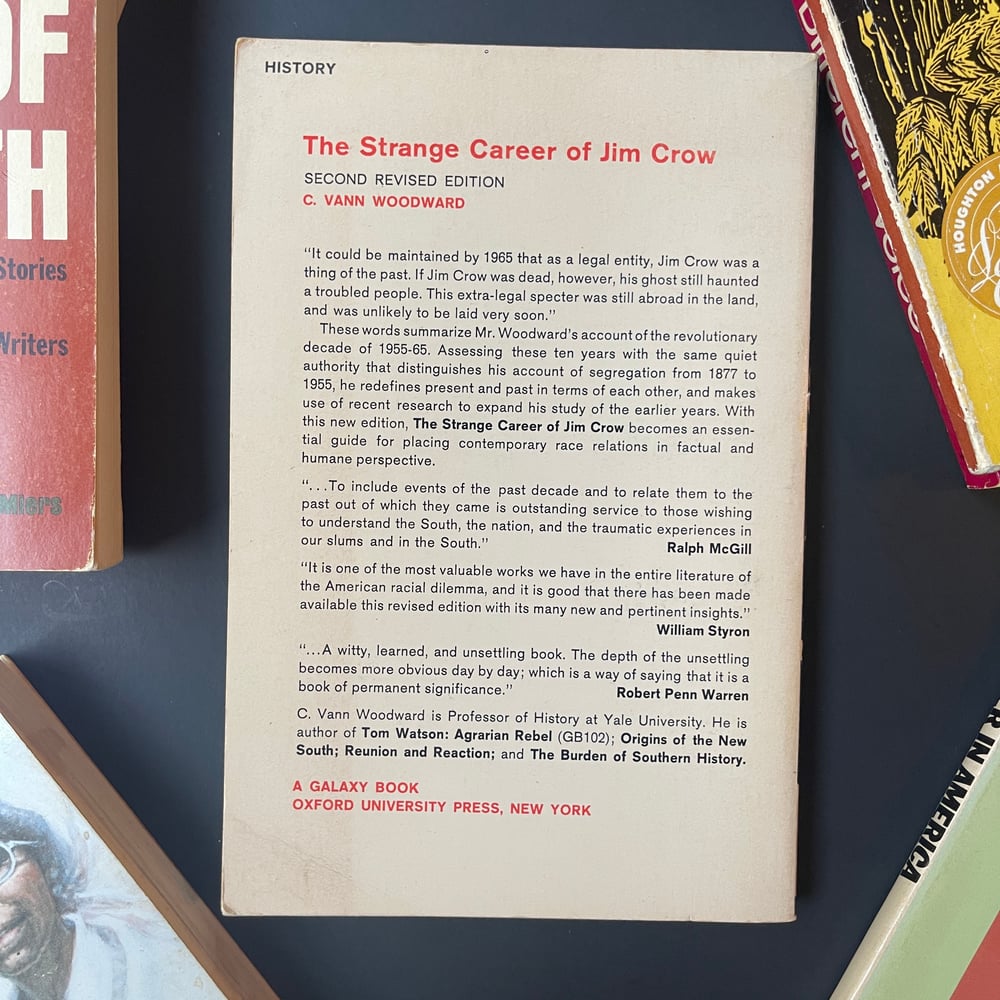 HISTORY
The Strange Career of Jim Crow
SECOND REVISED EDITION
C. VANN WOODWARD
“It could be maintained by 1965 that as a legal entity, Jim Crow was a
thing of the past. If Jim Crow was dead, however, his ghost still haunted
a troubled people. This extra-legal specter was still abroad in the land,
and was unlikely to be laid very soon.”
These words summarize Mr. Woodward's account of the revolutionary
decade of 1955-65. Assessing these ten years with the same quiet
authority that distinguishes his account of segregation from 1877 to
1955, he redefines present and past in terms of each other, and makes
use of recent research to expand his study of the earlier years. With
this new edition, The Strange Career of Jim Crow becomes an essen-
tial guide for placing contemporary race relations in factual and
humane perspective.
“...To include events of the past decade and to relate them to the
past out of which they came is outstanding service to those wishing
to understand the South, the nation, and the traumatic experiences in
our slums and in the South.” Ralph McGill
“It is one of the most valuable works we have in the entire literature of
the American racial dilemma, and it is good that there has been made
available this revised edition with its many new and pertinent insights.”
William Styron
“...A witty, learned, and unsettling book. The depth of the unsettling
becomes more obvious day by day; which is a way of saying that it is a
book of permanent significance.” Robert Penn Warren
C. Vann Woodward is Professor of History at Yale University. He is
author of Tom Watson: Agrarian Rebel (GB102); Origins of the New
South; Reunion and Reaction; and The Burden of Southern History.
A GALAXY BOOK
OXFORD UNIVERSITY PRESS, NEW YORK
OF
TH
Stories
Writers
Miers
Different Voices
HOUGHTON
R IN AMERICA